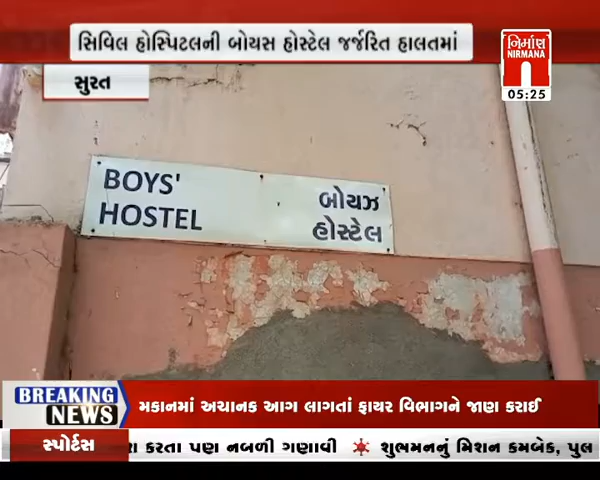 સિવિલ હોસ્પિટલની બોયસ હોસ્ટેલ જર્જરિત હાલતમાં
નિર્માણ
NIRMANA
05:25
સુરત
BOYS'
HOSTEL
બોયઝ
હોસ્ટેલ
BREAKING
NEWS
મકાનમાં અચાનક આગ લાગતાં ફાયર વિભાગને જાણ કરાઈ
સ્પોર્ટસ
કરતા પણ નબળી ગણાવી
શુભમનનું મિશન કમબેક, પુલ